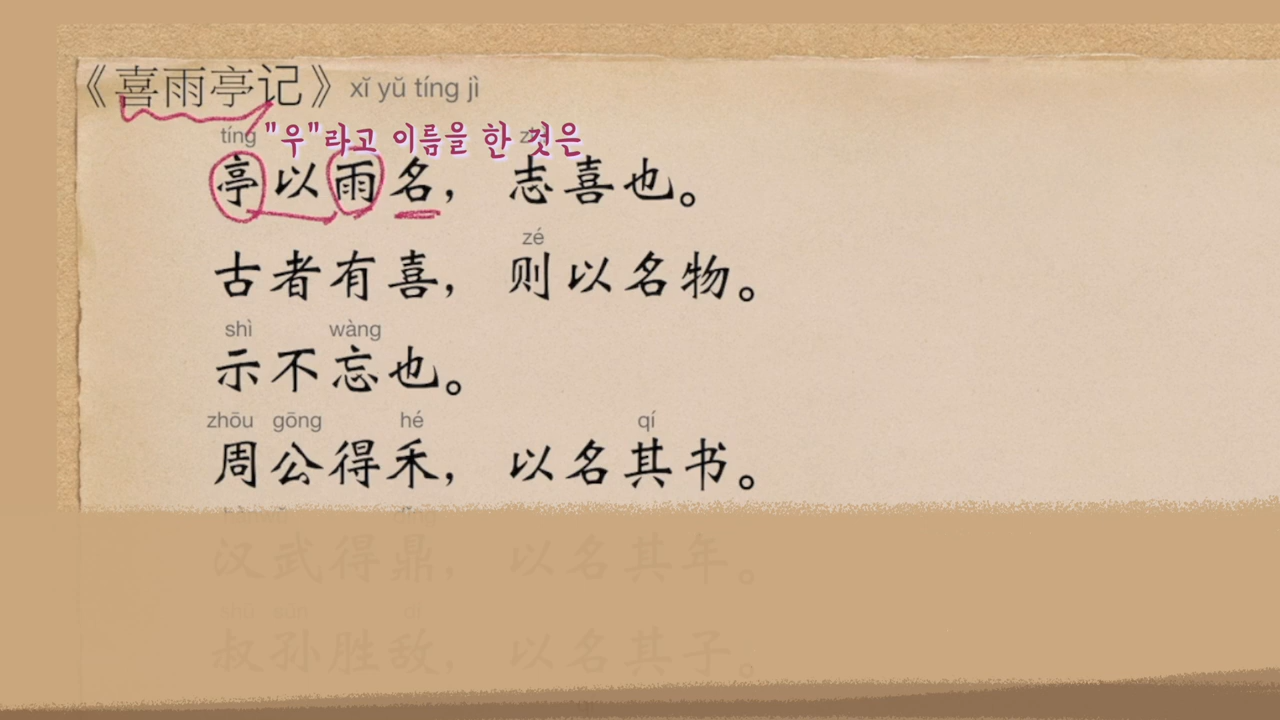 《喜雨亭记》 xǐ yǔ tíng jì
tíng "우"라고 이름을 한 것은
亭以雨名， 志喜也。
zé
古者有喜， 则以名物。
shì wàng
示不忘也。
zhōu gōng hé qí
周公得禾， 以名其书。
汉武得鼎， 以名其年。
叔孙胜敌， 以名其子。